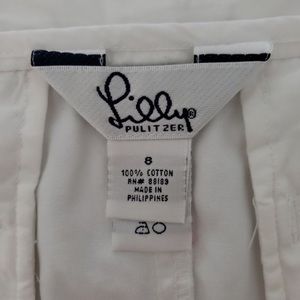 Lilly®
PULITZER
8
100% COTTON
RN# 88189
MADE IN
PHILIPPINES